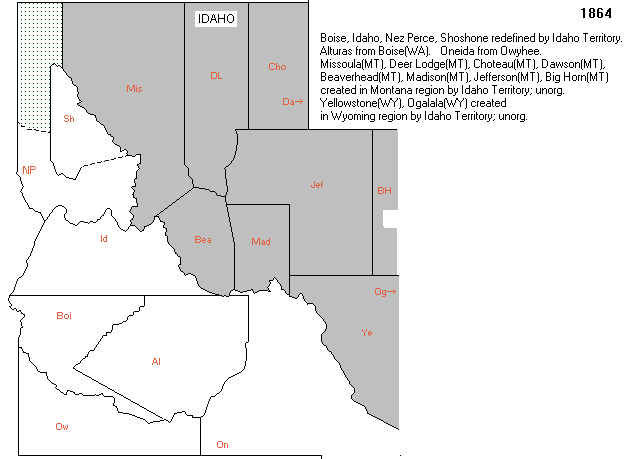 1864
IDAHO
Boise, Idaho, Nez Perce, Shoshone redefined by Idaho Territory.
Alturas from Boise(WA). Oneida from Owyhee.
Missoula(MT), Deer Lodge(MT), Choteau(MT), Dawson(MT),
Beaverhead(MT), Madison(MT), Jefferson(MT), Big Horn(MT)
created in Montana region by Idaho Territory; unorg.
Yellowstone(WY), Ogalala(WY) created
in Wyoming region by Idaho Territory; unorg.
Cho
DL
Mis
Da→
Sh
NP
Jef
BH
Id
Bea
Mad
Og→
Boi
Ye
Al
Ow
On